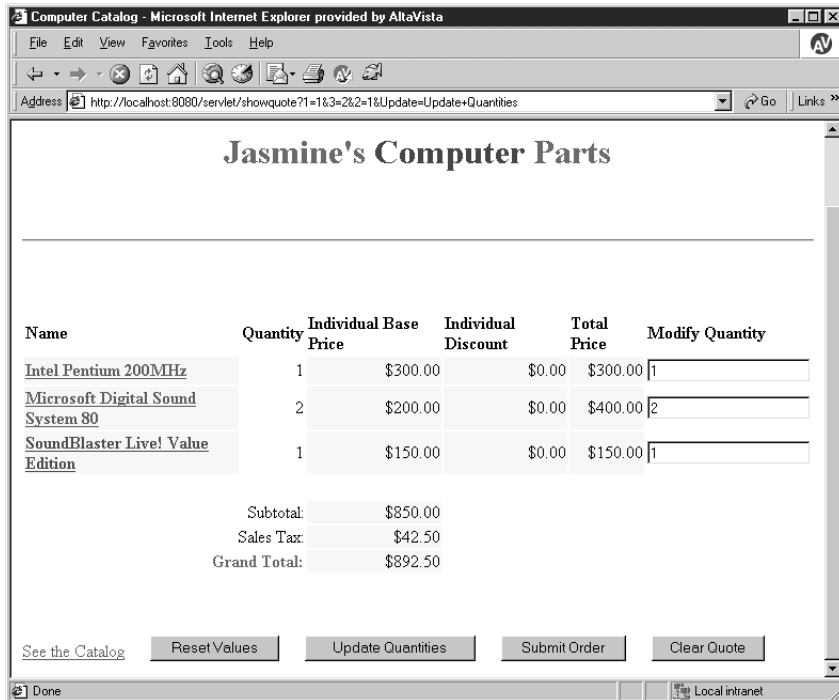 Computer Catalog - Microsoft Internet Explorer provided by AltaVista
File Edit View Favorites Tools Help
AV
Address http://localhost:8080/servlet/showquote?1=1&3=2&2=1&Update=Update+Quantities Go Links »
Jasmine's Computer Parts
Name Quantity Individual Base Price Individual Discount Total Price Modify Quantity
Intel Pentium 200MHz 1 $300.00 $0.00 $300.00 1
Microsoft Digital Sound System 80 2 $200.00 $0.00 $400.00 2
SoundBlaster Live! Value Edition 1 $150.00 $0.00 $150.00 1
Subtotal: $850.00
Sales Tax: $42.50
Grand Total: $892.50
See the Catalog Reset Values Update Quantities Submit Order Clear Quote
Done Local intranet